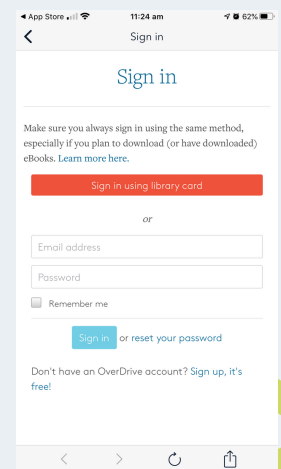 App Store
11:24 am
62%
Sign in
Sign in
Make sure you always sign in using the same method,
especially if you plan to download (or have downloaded)
eBooks. Learn more here.
Sign in using library card
or
Email address
Password
Remember me
Sign in or reset your password
Don't have an OverDrive account? Sign up, it's
free!